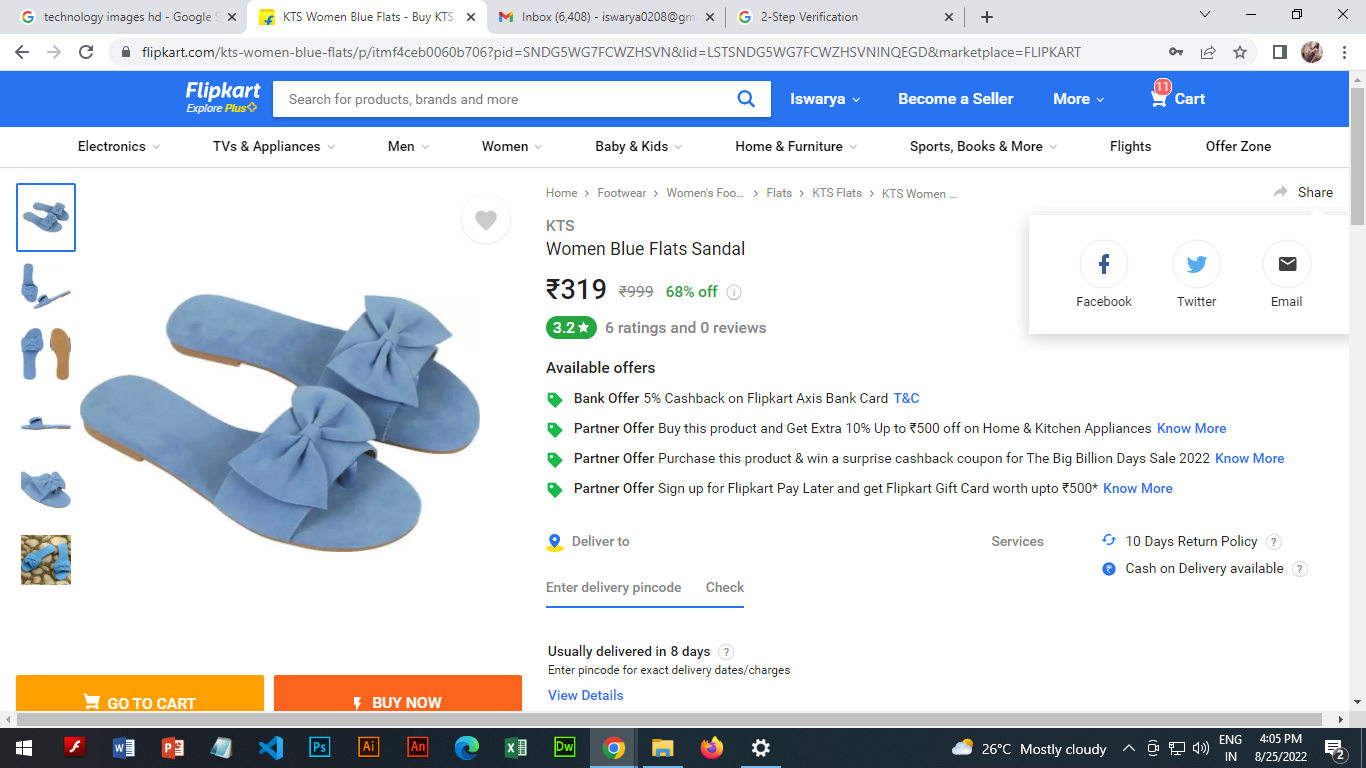 technology images hd - Google S
KTS Women Blue Flats - Buy KTS
Inbox (6,408) - iswarya0208@gm
2-Step Verification
flipkart.com/kts-women-blue-flats/p/itmf4ceb0060b706?pid=SNDG5WG7FCWZHSVN&lid=LSTSNDG5WG7FCWZHSVNINQEGD&marketplace=FLIPKART
Flipkart
Explore Plus
Search for products, brands and more
Iswarya
Become a Seller
More
11
Cart
Electronics
TVs & Appliances
Men
Women
Baby & Kids
Home & Furniture
Sports, Books & More
Flights
Offer Zone
Home > Footwear > Women's Foo... > Flats > KTS Flats > KTS Women ...
Share
KTS
Women Blue Flats Sandal
₹319 ₹999 68% off
3.2★ 6 ratings and 0 reviews
Facebook
Twitter
Email
Available offers
Bank Offer 5% Cashback on Flipkart Axis Bank Card T&C
Partner Offer Buy this product and Get Extra 10% Up to ₹500 off on Home & Kitchen Appliances Know More
Partner Offer Purchase this product & win a surprise cashback coupon for The Big Billion Days Sale 2022 Know More
Partner Offer Sign up for Flipkart Pay Later and get Flipkart Gift Card worth upto ₹500* Know More
Deliver to
Enter delivery pincode
Check
Services
10 Days Return Policy ?
Cash on Delivery available ?
Usually delivered in 8 days ?
Enter pincode for exact delivery dates/charges
View Details
GO TO CART
BUY NOW
Ps
Ai
An
Dw
26°C Mostly cloudy
ENG
IN
4:05 PM
8/25/2022
2